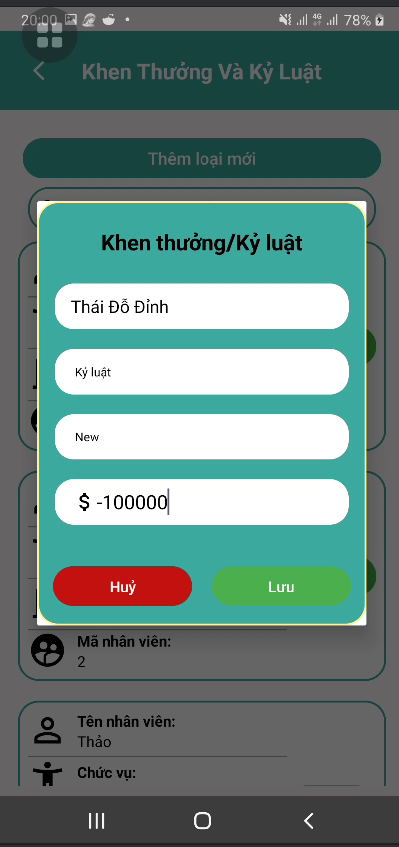 20:00
4G
78%
Khen Thưởng Và Kỷ Luật
Thêm loại mới
Khen thưởng/Kỷ luật
Thái Đỗ Đỉnh
Kỷ luật
New
$ -100000
Huỷ
Lưu
Mã nhân viên:
2
Tên nhân viên:
Thảo
Chức vụ: